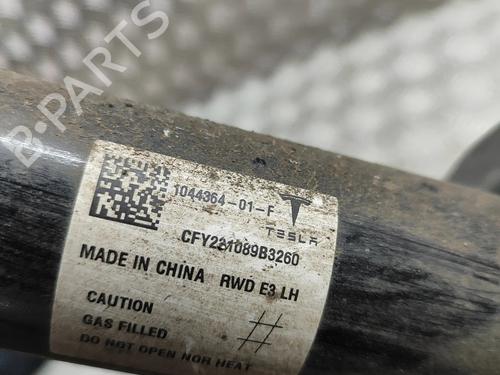 B-PARTS
1044364-01-F
TESLA
CFY221089B3260
MADE IN CHINA RWD E3 LH
CAUTION
GAS FILLED
DO NOT OPEN NOR HEAT